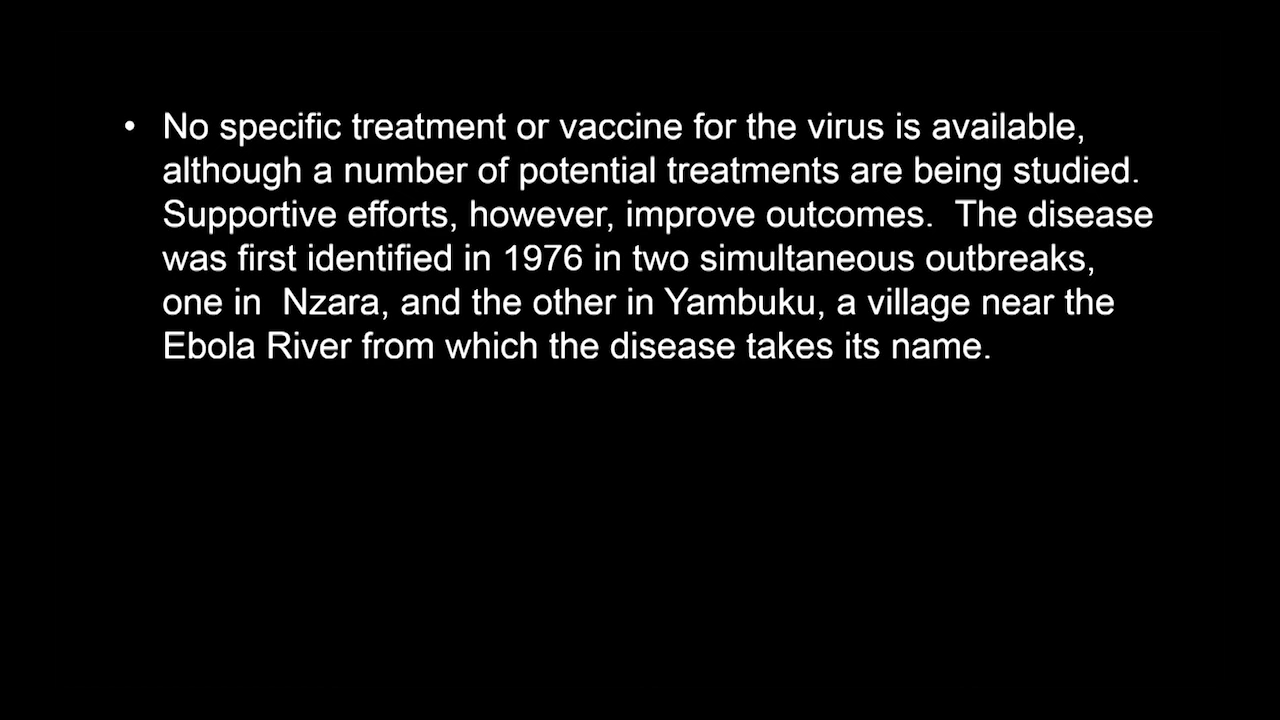 • No specific treatment or vaccine for the virus is available,
although a number of potential treatments are being studied.
Supportive efforts, however, improve outcomes.  The disease
was first identified in 1976 in two simultaneous outbreaks,
one in  Nzara, and the other in Yambuku, a village near the
Ebola River from which the disease takes its name.